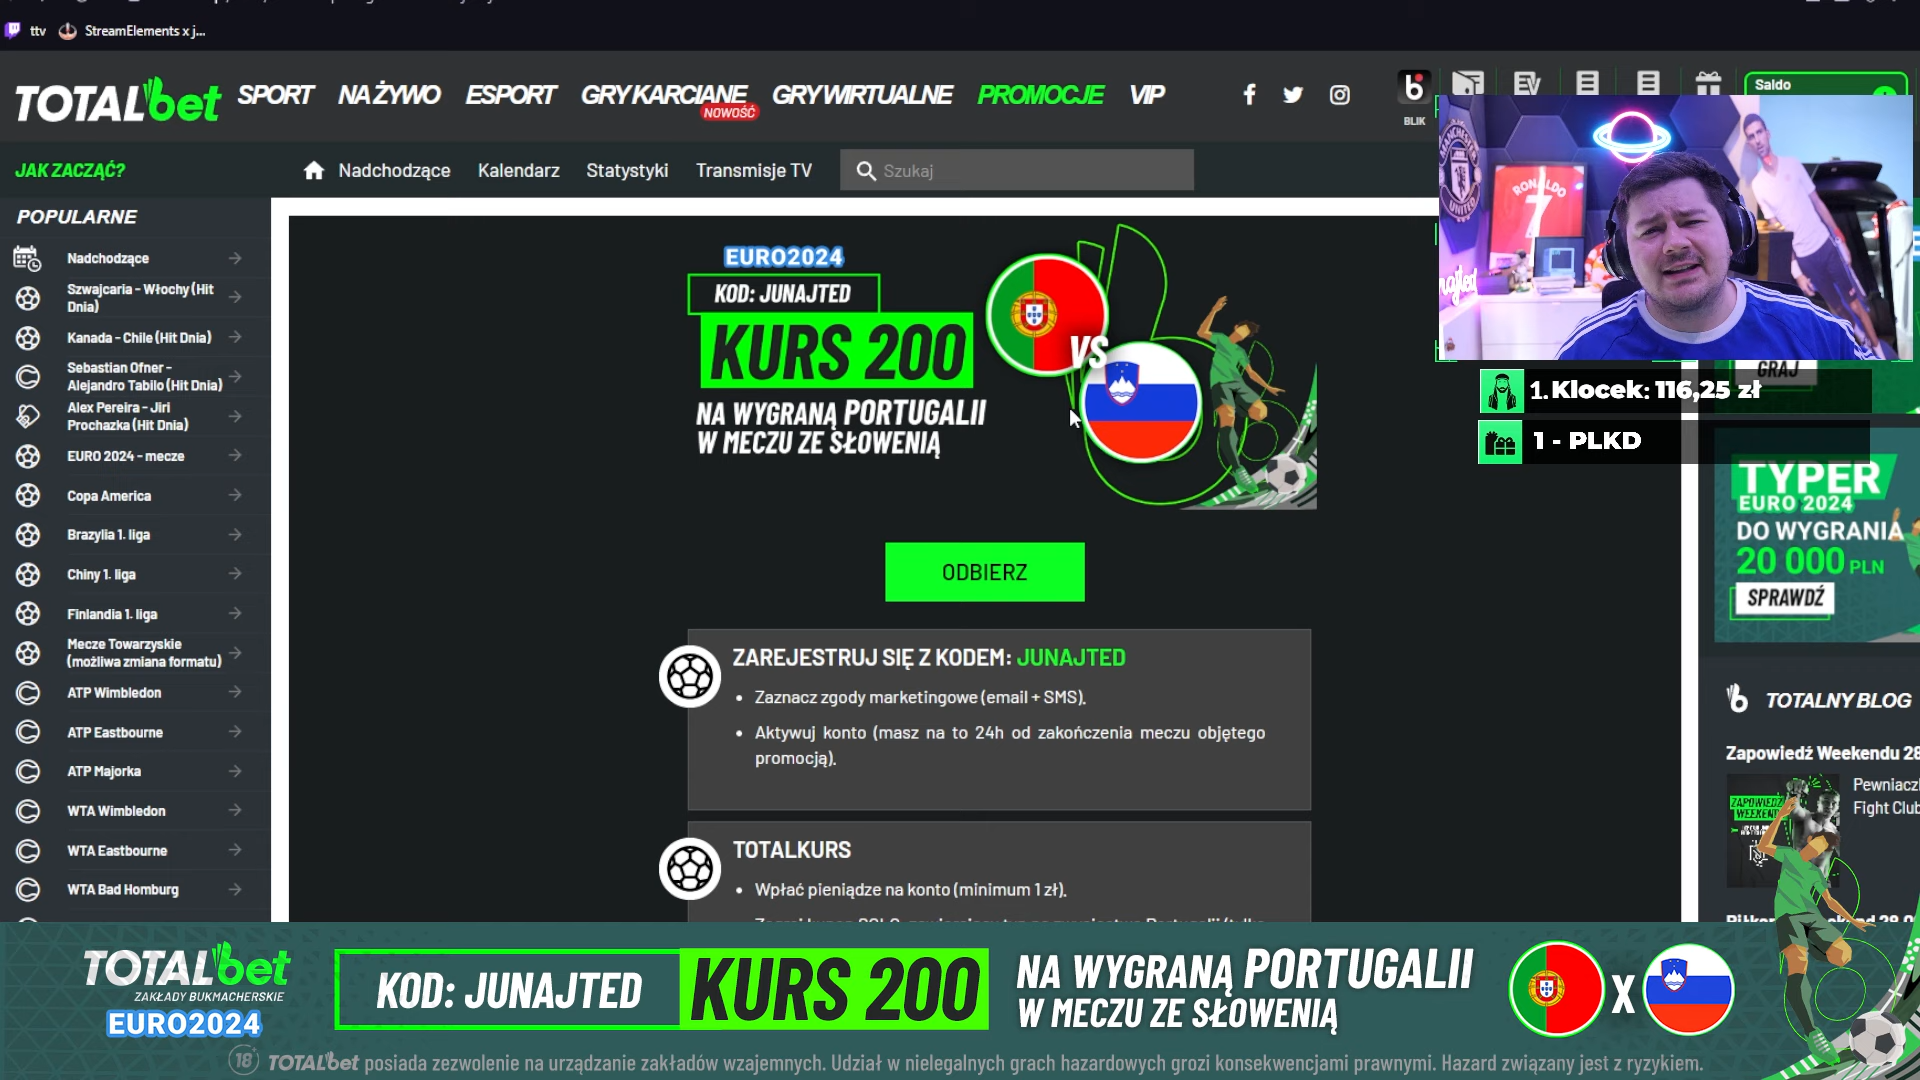 ttv
StreamElements x j...
TOTALbet
SPORT
NA ŻYWO
ESPORT
GRY KARCIANE
NOWOŚĆ
GRY WIRTUALNE
PROMOCJE
VIP
BLIK
Saldo
JAK ZACZĄĆ?
Nadchodzące
Kalendarz
Statystyki
Transmisje TV
Szukaj
POPULARNE
Nadchodzące
Szwajcaria - Włochy (Hit
Dnia)
Kanada - Chile (Hit Dnia)
Sebastian Ofner -
Alejandro Tabilo (Hit Dnia)
Alex Pereira - Jiri
Prochazka (Hit Dnia)
EURO 2024 - mecze
Copa America
Brazylia 1. liga
Chiny 1. liga
Finlandia 1. liga
Mecze Towarzyskie
(możliwa zmiana formatu)
ATP Wimbledon
ATP Eastbourne
ATP Majorka
WTA Wimbledon
WTA Eastbourne
WTA Bad Homburg
EURO2024
KOD: JUNAJTED
KURS 200
NA WYGRANĄ PORTUGALII
W MECZU ZE SŁOWENIĄ
VS
ODBIERZ
ZAREJESTRUJ SIĘ Z KODEM: JUNAJTED
• Zaznacz zgody marketingowe (email + SMS).
• Aktywuj konto (masz na to 24h od zakończenia meczu objętego
promocją).
TOTALKURS
• Wpłać pieniądze na konto (minimum 1 zł).
MANCHESTER
UNITED
RONALDO
7
GRAJ
1. Klocek: 116,25 zł
1 - PLKD
TYPER
EURO 2024
DO WYGRANIA
20 000 PLN
SPRAWDŹ
TOTALNY BLOG
Zapowiedź Weekendu 28
ZAPOWIEDŹ
WEEKENDU
Fight Club
TOTALbet
ZAKŁADY BUKMACHERSKIE
EURO2024
KOD: JUNAJTED
KURS 200
NA WYGRANĄ PORTUGALII
W MECZU ZE SŁOWENIĄ
X
18+ TOTALbet posiada zezwolenie na urządzanie zakładów wzajemnych. Udział w nielegalnych grach hazardowych grozi konsekwencjami prawnymi. Hazard związany jest z ryzykiem.